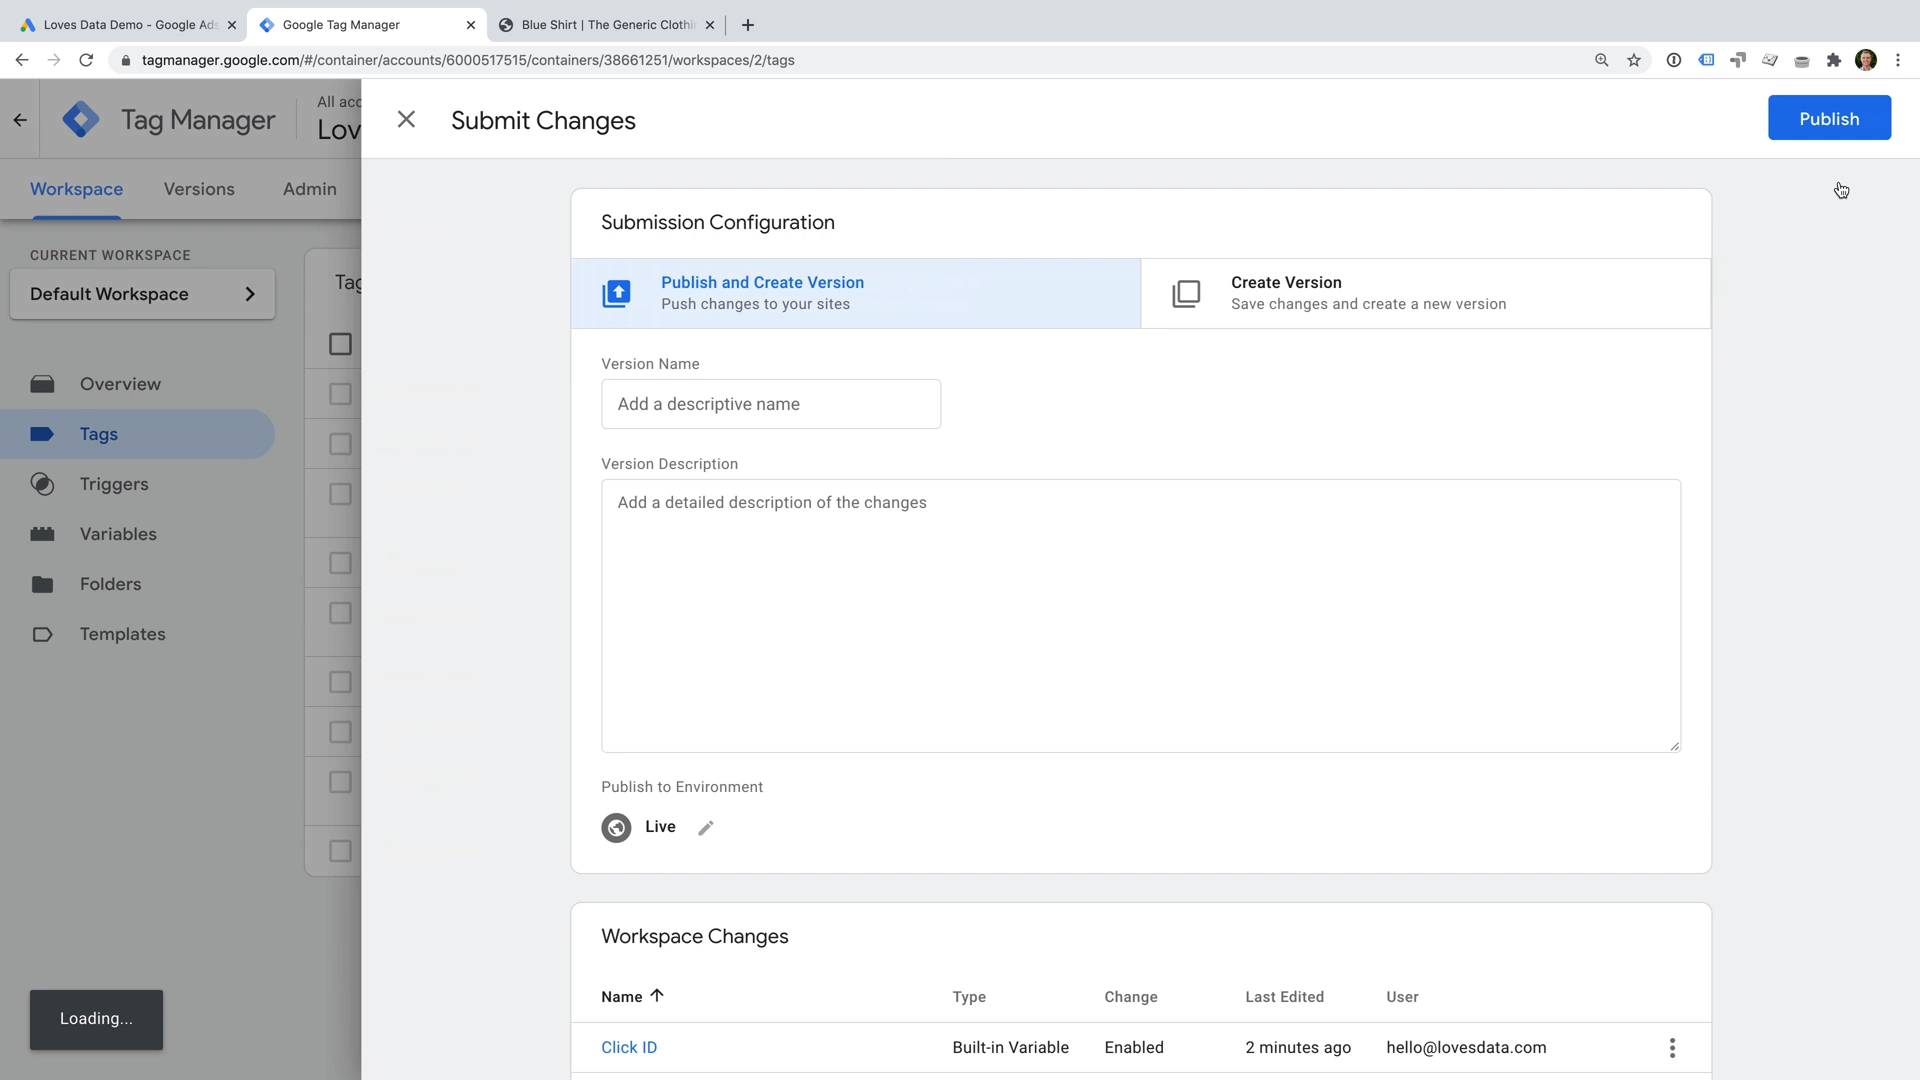 Loves Data Demo - Google Ads
Google Tag Manager
Blue Shirt | The Generic Clothin
tagmanager.google.com/#/container/accounts/6000517515/containers/38661251/workspaces/2/tags
Tag Manager
All acc
Lov
Submit Changes
Publish
Workspace
Versions
Admin
CURRENT WORKSPACE
Default Workspace
Tag
Overview
Tags
Triggers
Variables
Folders
Templates
Loading...
Submission Configuration
Publish and Create Version
Push changes to your sites
Create Version
Save changes and create a new version
Version Name
Add a descriptive name
Version Description
Add a detailed description of the changes
Publish to Environment
Live
Workspace Changes
Name Type Change Last Edited User
Click ID Built-in Variable Enabled 2 minutes ago hello@lovesdata.com